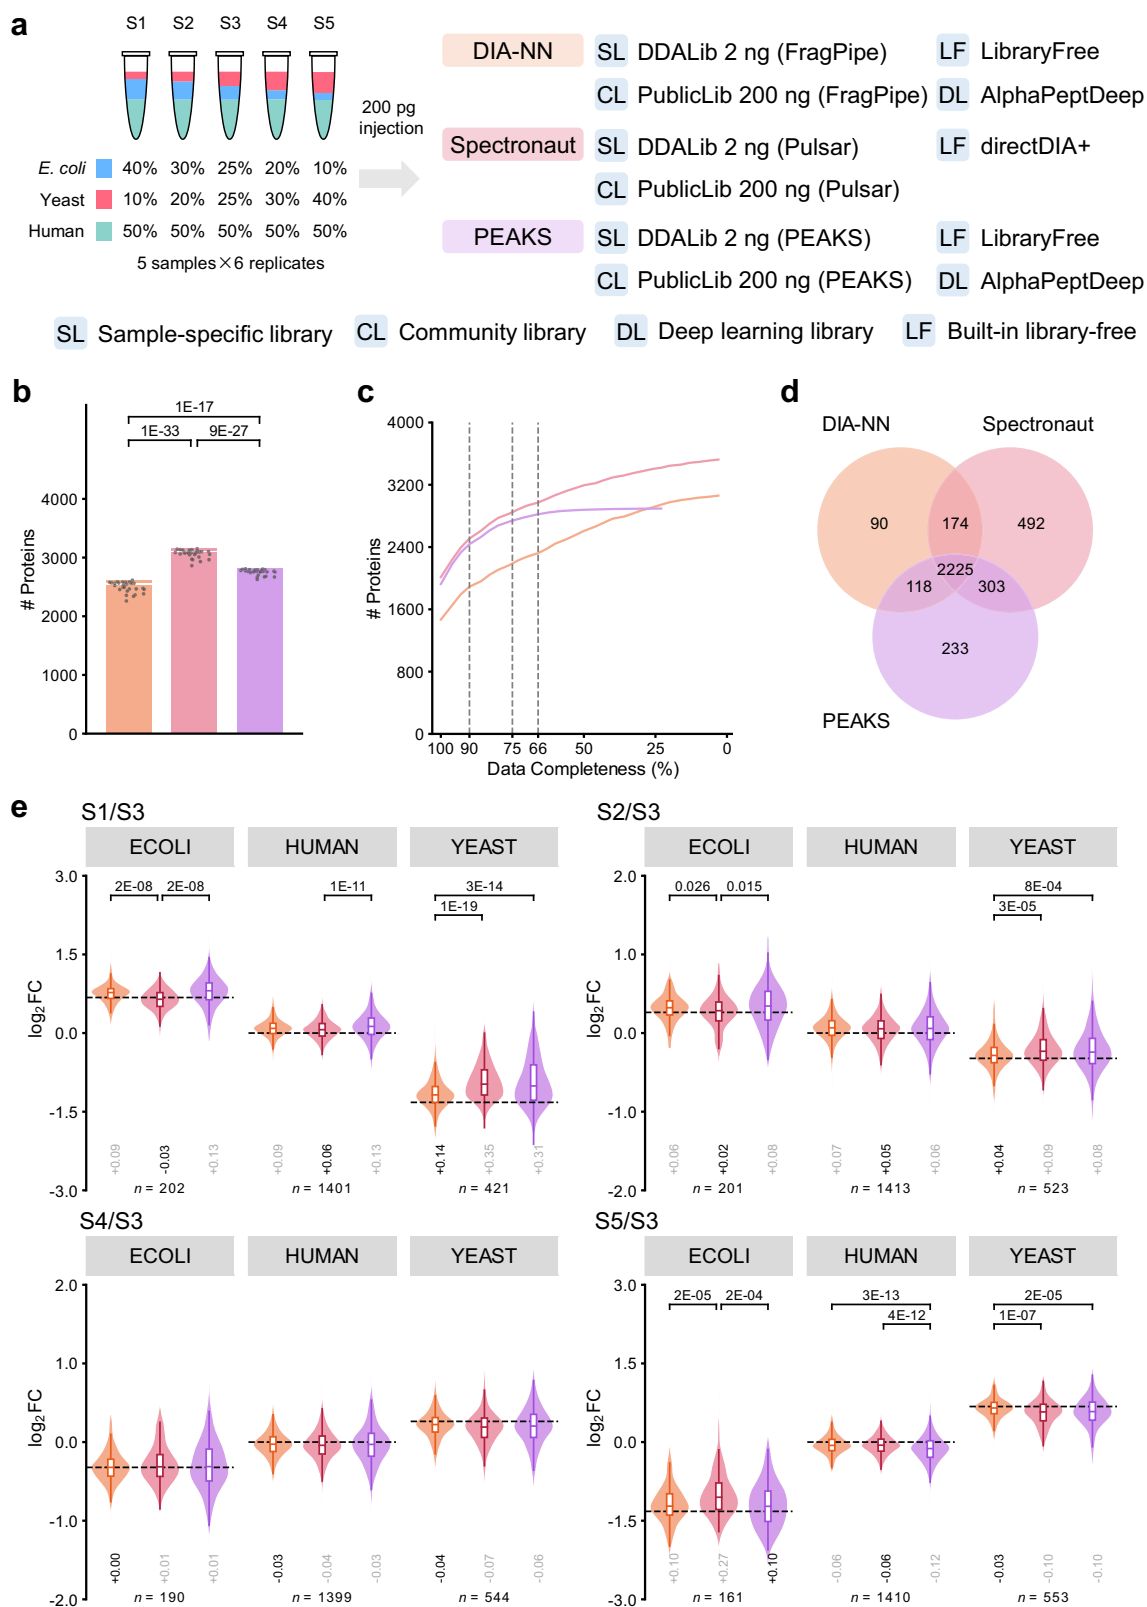 a
S1 S2 S3 S4 S5
E. coli 40% 30% 25% 20% 10%
Yeast 10% 20% 25% 30% 40%
Human 50% 50% 50% 50% 50%
5 samples×6 replicates
200 pg
injection
DIA-NN SL DDALib 2 ng (FragPipe) LF LibraryFree
CL PublicLib 200 ng (FragPipe) DL AlphaPeptDeep
Spectronaut SL DDALib 2 ng (Pulsar) LF directDIA+
CL PublicLib 200 ng (Pulsar)
PEAKS SL DDALib 2 ng (PEAKS) LF LibraryFree
CL PublicLib 200 ng (PEAKS) DL AlphaPeptDeep
SL Sample-specific library CL Community library DL Deep learning library LF Built-in library-free
b
1E-17
1E-33 9E-27
# Proteins
4000
3000
2000
1000
0
c
# Proteins
4000
3200
2400
1600
800
0
100 90 75 66 50 25 0
Data Completeness (%)
d
DIA-NN Spectronaut
90 174 492
2225
118 303
233
PEAKS
e
S1/S3
ECOLI HUMAN YEAST
log2FC
3.0
1.5
0.0
-1.5
-3.0
2E-08 2E-08 1E-11 3E-14
1E-19
+0.09 -0.03 +0.13 +0.09 +0.06 +0.13 +0.14 +0.35 +0.31
n = 202 n = 1401 n = 421
S2/S3
ECOLI HUMAN YEAST
log2FC
2.0
1.0
0.0
-1.0
-2.0
0.026 0.015 8E-04
3E-05
+0.06 +0.02 +0.08 +0.07 +0.05 +0.06 +0.04 +0.09 +0.08
n = 201 n = 1413 n = 523
S4/S3
ECOLI HUMAN YEAST
log2FC
2.0
1.0
0.0
-1.0
-2.0
+0.00 +0.01 +0.01 -0.03 -0.04 -0.03 -0.04 -0.07 -0.06
n = 190 n = 1399 n = 544
S5/S3
ECOLI HUMAN YEAST
log2FC
3.0
1.5
0.0
-1.5
-3.0
2E-05 2E-04 3E-13 2E-05
4E-12 1E-07
+0.10 +0.27 +0.10 -0.06 -0.06 -0.12 -0.03 -0.10 -0.10
n = 161 n = 1410 n = 553